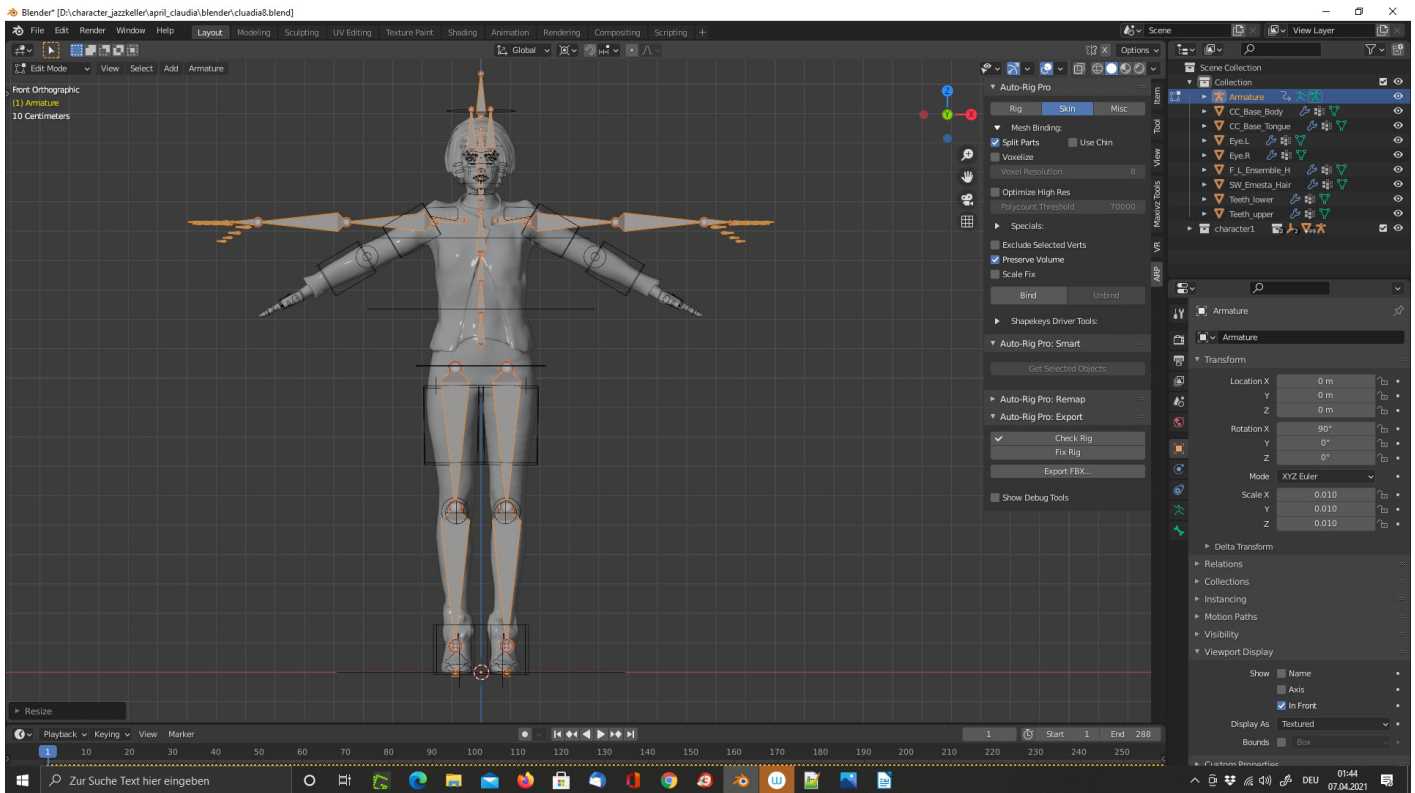 Blender* [D:\character_jazzkeller\april_claudia\blender\cluadia8.blend]
File Edit Render Window Help Layout Modeling Sculpting UV Editing Texture Paint Shading Animation Rendering Compositing Scripting + Scene View Layer
Global Options
Edit Mode View Select Add Armature
Front Orthographic
(1) Armature
10 Centimeters
Z
Y
X
Auto-Rig Pro
Rig Skin Misc
Mesh Binding:
Split Parts Use Chin
Voxelize
Voxel Resolution 8
Optimize High Res
Polycount Threshold 70000
Specials:
Exclude Selected Verts
Preserve Volume
Scale Fix
Bind Unbind
Shapekeys Driver Tools:
Auto-Rig Pro: Smart
Get Selected Objects
Auto-Rig Pro: Remap
Auto-Rig Pro: Export
Check Rig
Fix Rig
Export FBX...
Show Debug Tools
Item
Tool
View
MaxiVz Tools
VR
ARP
Scene Collection
Collection
Armature
CC_Base_Body
CC_Base_Tongue
Eye.L
Eye.R
F_L_Ensemble_H
SW_Emesta_Hair
Teeth_lower
Teeth_upper
character1
Armature
Armature
Transform
Location X 0 m
Y 0 m
Z 0 m
Rotation X 90°
Y 0°
Z 0°
Mode XYZ Euler
Scale X 0.010
Y 0.010
Z 0.010
Delta Transform
Relations
Collections
Instancing
Motion Paths
Visibility
Viewport Display
Show Name
Axis
In Front
Display As Textured
Bounds Box
Custom Properties
Resize
Playback Keying View Marker 1 Start 1 End 288
1 10 20 30 40 50 60 70 80 90 100 110 120 130 140 150 160 170 180 190 200 210 220 230 240 250
Zur Suche Text hier eingeben
DEU
01:44
07.04.2021